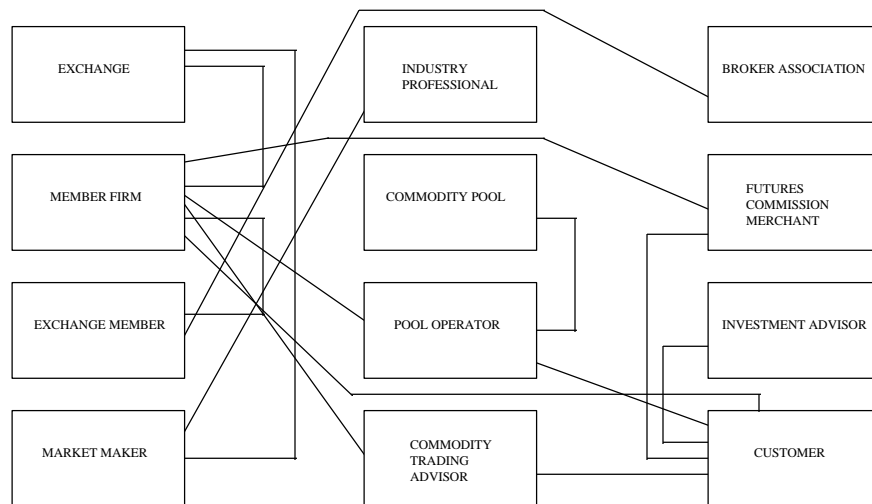 EXCHANGE
INDUSTRY
PROFESSIONAL
BROKER ASSOCIATION
MEMBER FIRM
COMMODITY POOL
FUTURES
COMMISSION
MERCHANT
EXCHANGE MEMBER
POOL OPERATOR
INVESTMENT ADVISOR
MARKET MAKER
COMMODITY
TRADING
ADVISOR
CUSTOMER